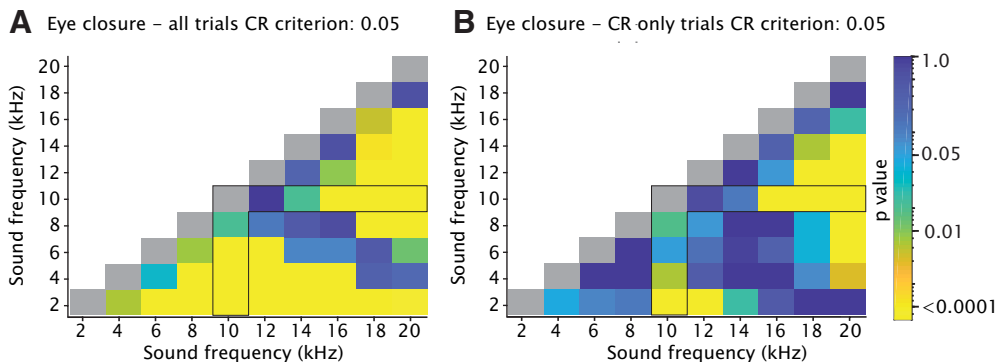 A Eye closure – all trials CR criterion: 0.05
Sound frequency (kHz)
20
18
16
14
12
10
8
6
4
2
2 4 6 8 10 12 14 16 18 20
Sound frequency (kHz)
B Eye closure – CR only trials CR criterion: 0.05
Sound frequency (kHz)
20
18
16
14
12
10
8
6
4
2
2 4 6 8 10 12 14 16 18 20
Sound frequency (kHz)
1.0
0.05
0.01
<0.0001
p value